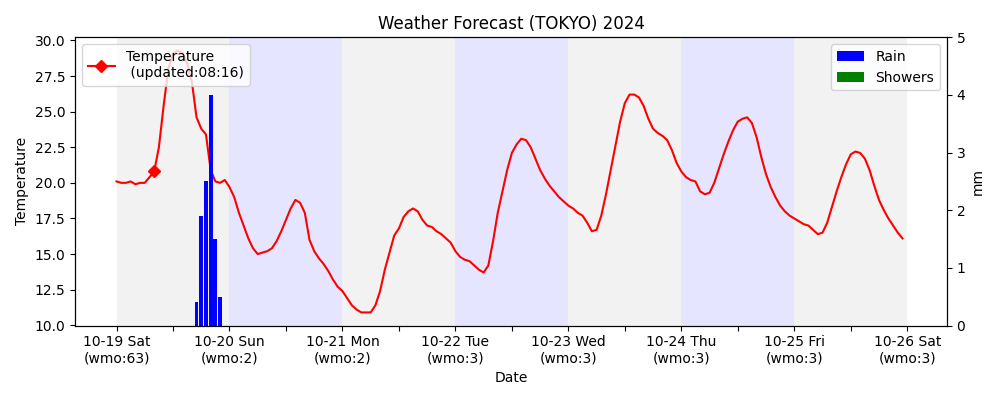 Weather Forecast (TOKYO) 2024
Temperature
(updated:08:16)
Rain
Showers
30.0
27.5
25.0
22.5
20.0
17.5
15.0
12.5
10.0
Temperature
5
4
3
2
1
0
mm
10-19 Sat
(wmo:63)
10-20 Sun
(wmo:2)
10-21 Mon
(wmo:2)
10-22 Tue
(wmo:3)
10-23 Wed
(wmo:3)
10-24 Thu
(wmo:3)
10-25 Fri
(wmo:3)
10-26 Sat
(wmo:3)
Date